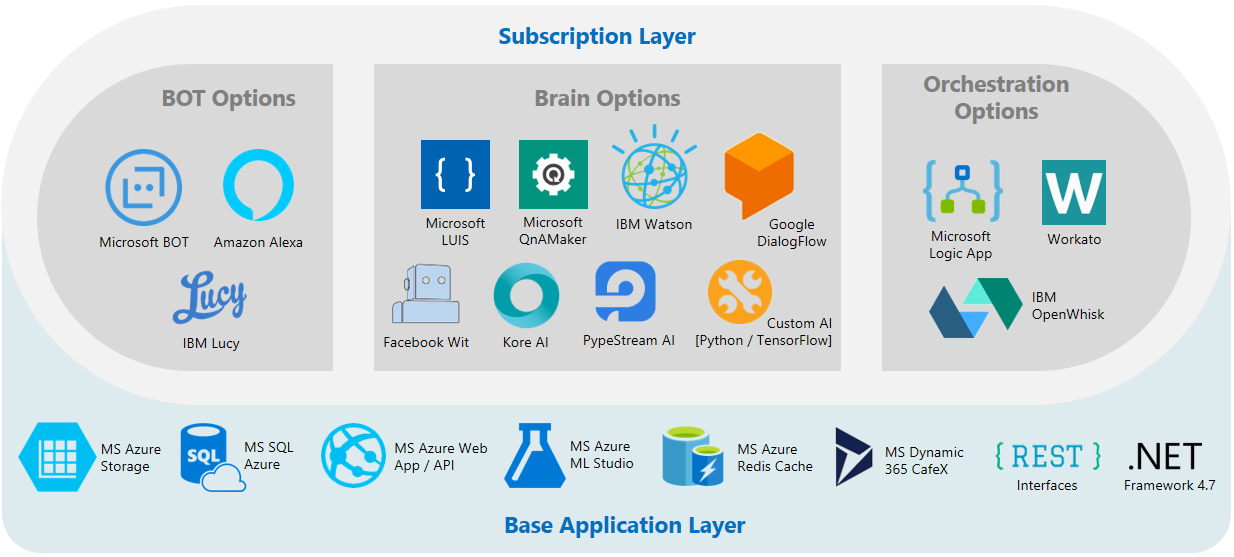 Subscription Layer
BOT Options
Microsoft BOT
Amazon Alexa
Lucy
IBM Lucy
Brain Options
{ }
Microsoft
LUIS
Q
Microsoft
QnAMaker
IBM Watson
Google
DialogFlow
Facebook Wit
Kore AI
PypeStream AI
Custom AI
[Python / TensorFlow]
Orchestration
Options
Microsoft
Logic App
W
Workato
IBM
OpenWhisk
MS Azure
Storage
SQL
MS SQL
Azure
MS Azure Web
App / API
MS Azure
ML Studio
MS Azure
Redis Cache
MS Dynamic
365 CafeX
{ REST }
Interfaces
.NET
Framework 4.7
Base Application Layer